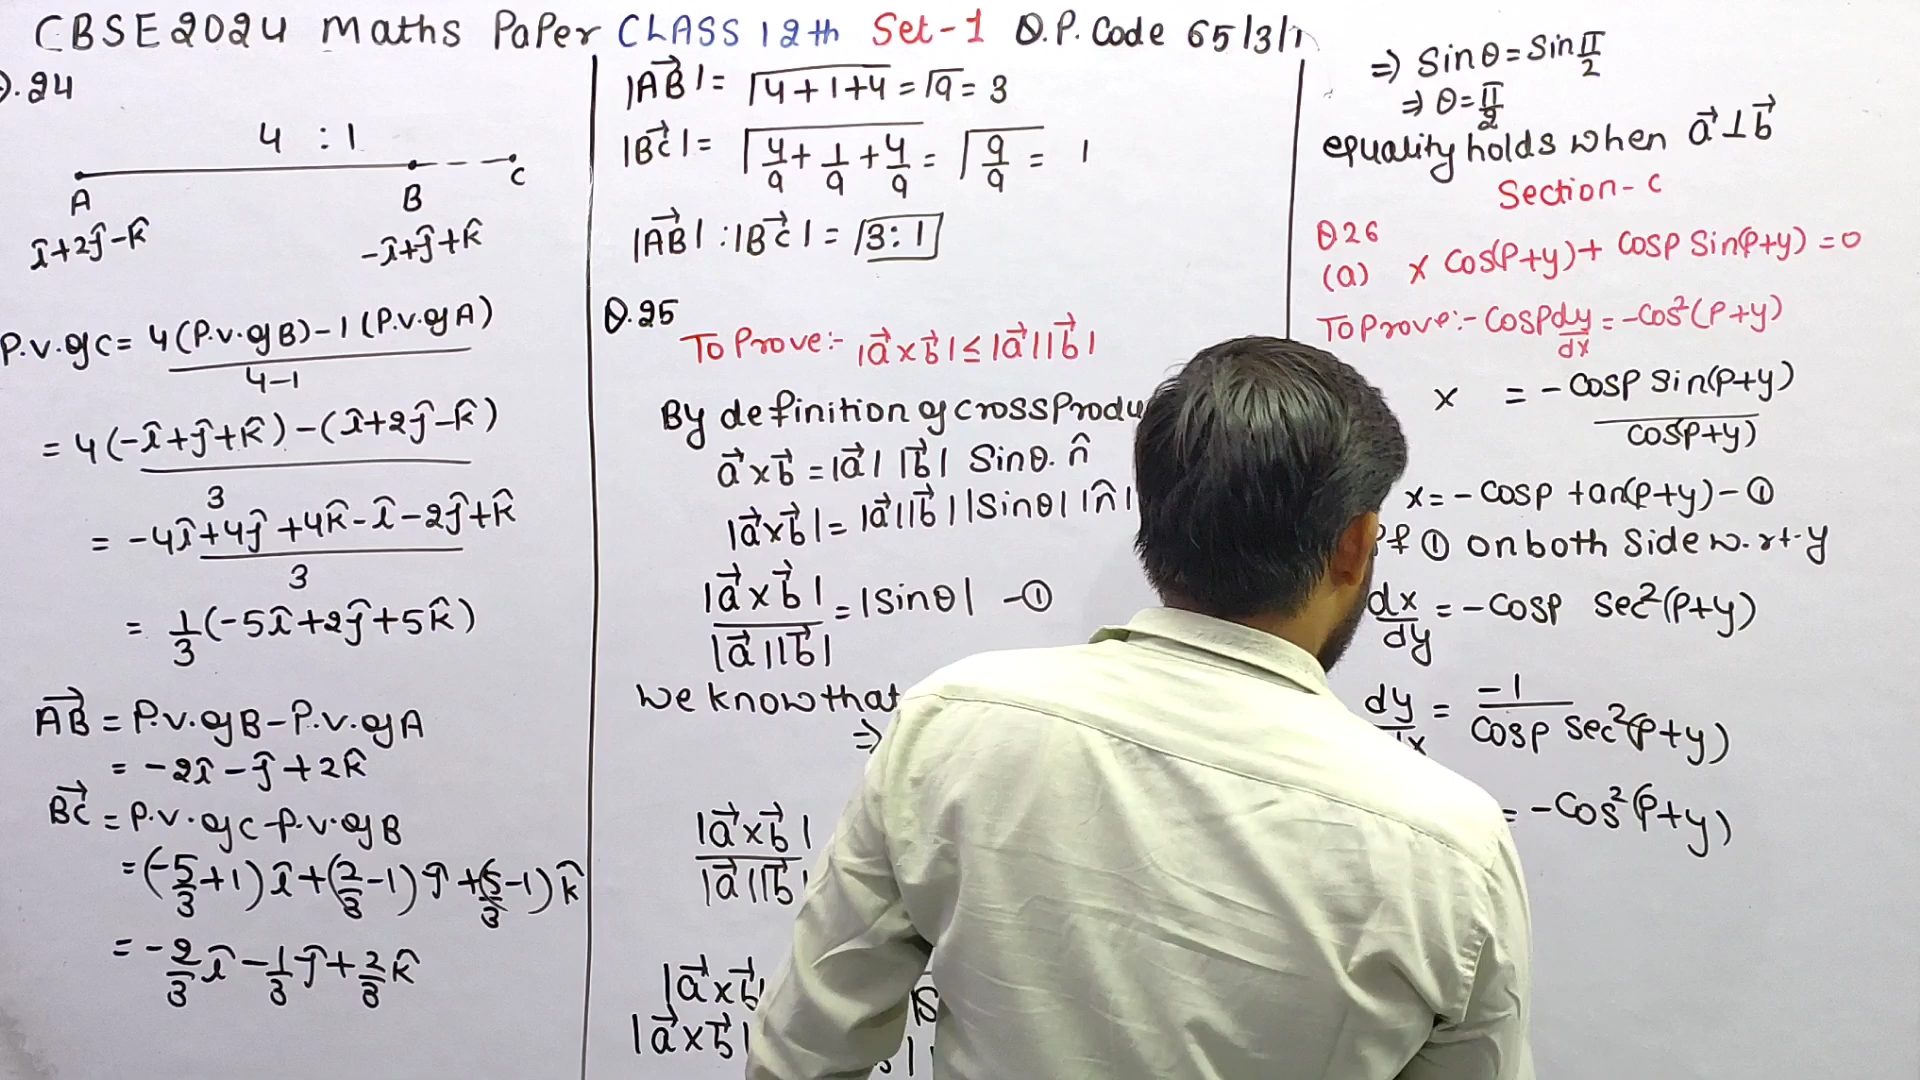 CBSE 2024 Maths Paper CLASS 12th Set-1 Q.P. Code 65/3/1
Q.24
4 : 1
A B C
î+2ĵ-k̂ -î+ĵ+k̂
P.V. of C = 4(P.V. of B)-1(P.V. of A)
4-1
= 4(-î+ĵ+k̂)-(î+2ĵ-k̂)
3
= -4î+4ĵ+4k̂-î-2ĵ+k̂
3
= 1/3(-5î+2ĵ+5k̂)
AB⃗ = P.V. of B-P.V. of A
= -2î-ĵ+2k̂
BC⃗ = P.V. of C-P.V. of B
= (-5/3+1)î+(2/3-1)ĵ+(5/3-1)k̂
= -2/3î-1/3ĵ+2/3k̂
|AB⃗| = √4+1+4 = √9 = 3
|BC⃗| = √4/9+1/9+4/9 = √9/9 = 1
|AB⃗| : |BC⃗| = 3:1
Q.25
To Prove:- |a⃗×b⃗| ≤ |a⃗||b⃗|
By definition of cross
a⃗×b⃗ = |a⃗| |b⃗| Sinθ. n̂
|a⃗×b⃗| = |a⃗||b⃗| |Sinθ| |n̂|
|a⃗×b⃗| / |a⃗||b⃗| = |Sinθ| -①
We know that
⇒
|a⃗×b⃗|
|a⃗||b⃗|
|a⃗×b⃗|
|a⃗×b⃗|
⇒ Sinθ = Sin π/2
⇒ θ = π/2
equality holds when a⃗⊥b⃗
Section-C
Q26
(a) x Cos(P+y)+ CosP Sin(P+y) = 0
To Prove:- CosP dy/dx = -Cos²(P+y)
x = -CosP Sin(P+y)
Cos(P+y)
x = -CosP tan(P+y)-①
① on both Side w.r.t. y
dx/dy = -CosP Sec²(P+y)
dy/dx = -1 / CosP Sec²(P+y)
= -Cos²(P+y)